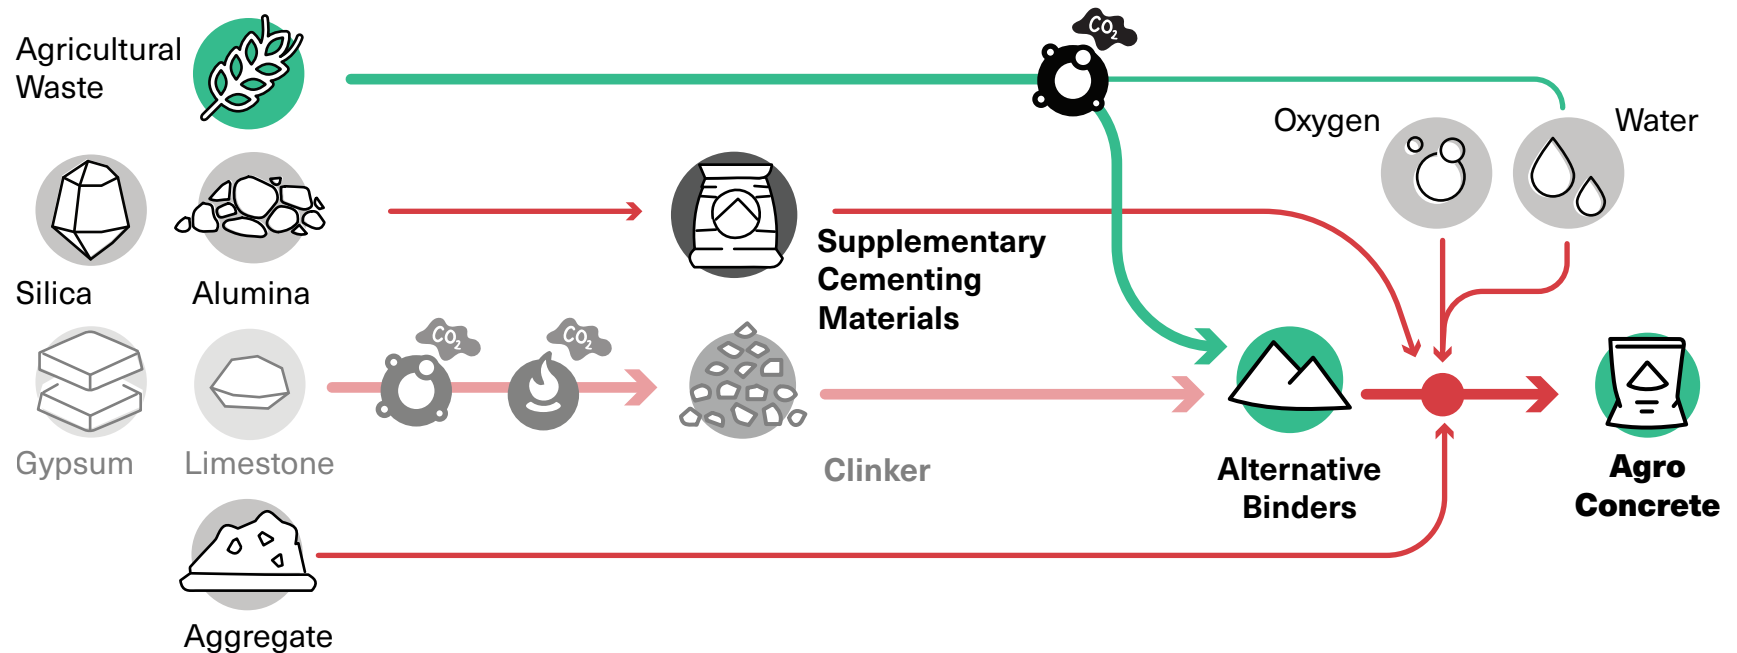 Agricultural
Waste
CO2
Oxygen
Water
Silica
Alumina
Supplementary
Cementing
Materials
CO2
CO2
Gypsum
Limestone
Clinker
Alternative
Binders
Agro
Concrete
Aggregate